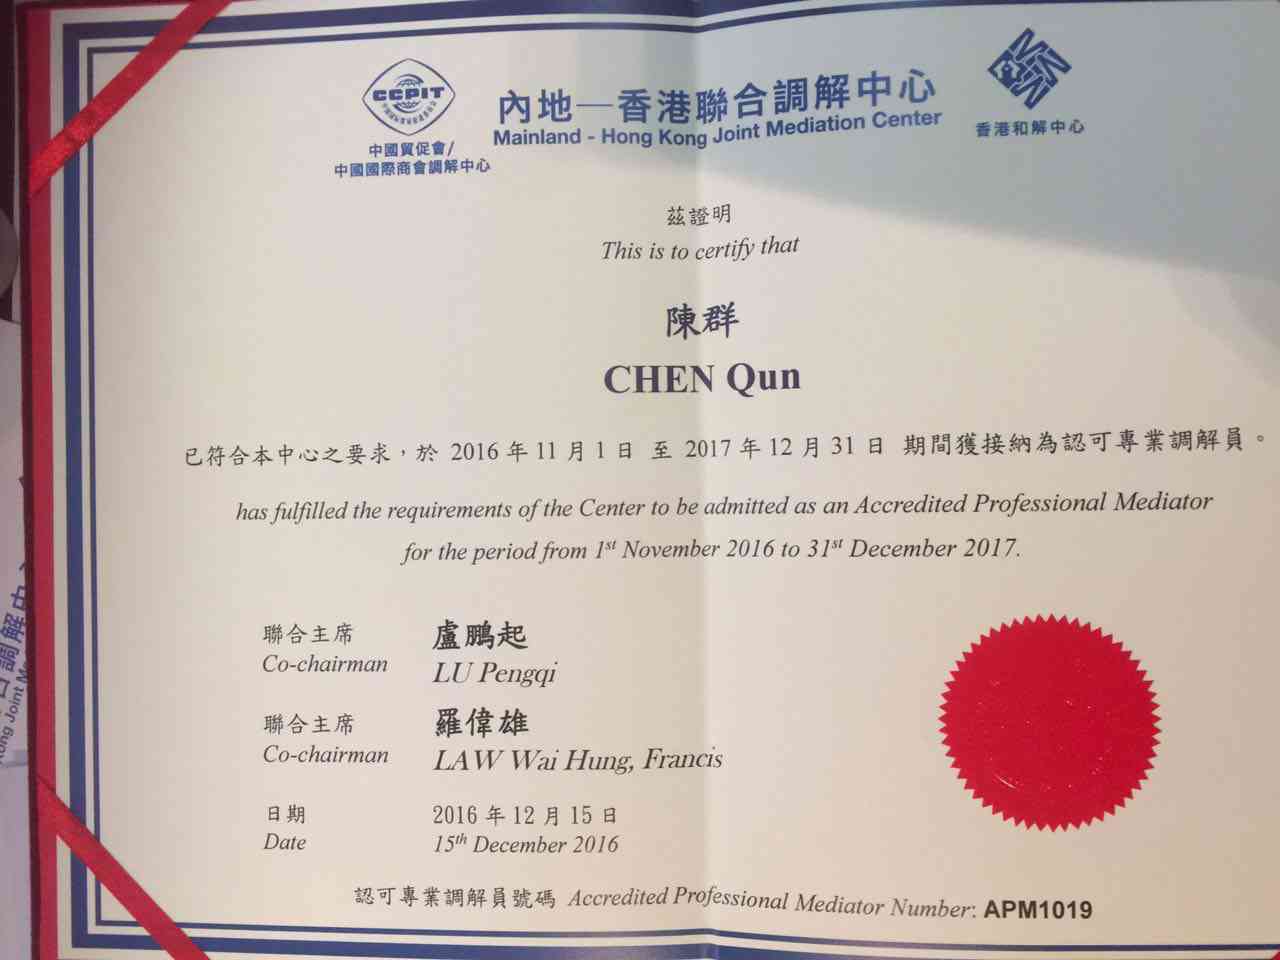 CCPIT
中國貿促會/
中國國際商會調解中心
內地—香港聯合調解中心
Mainland - Hong Kong Joint Mediation Center
香港和解中心
茲證明
This is to certify that
陳群
CHEN Qun
已符合本中心之要求，於 2016 年 11 月 1 日 至 2017 年 12 月 31 日 期間獲接納為認可專業調解員。
has fulfilled the requirements of the Center to be admitted as an Accredited Professional Mediator
for the period from 1st November 2016 to 31st December 2017.
聯合主席 盧鵬起
Co-chairman LU Pengqi
聯合主席 羅偉雄
Co-chairman LAW Wai Hung, Francis
日期 2016 年 12 月 15 日
Date 15th December 2016
認可專業調解員號碼 Accredited Professional Mediator Number: APM1019